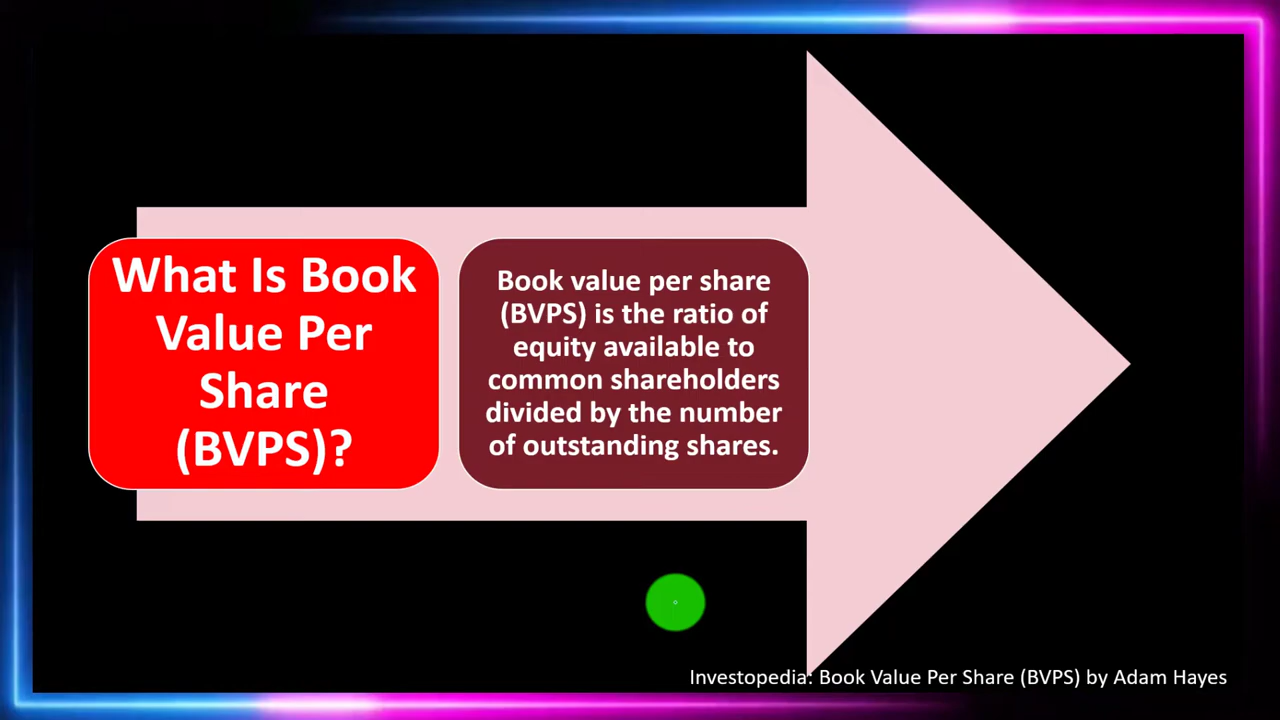 What Is Book
Value Per
Share
(BVPS)?
Book value per share
(BVPS) is the ratio of
equity available to
common shareholders
divided by the number
of outstanding shares.
Investopedia: Book Value Per Share (BVPS) by Adam Hayes